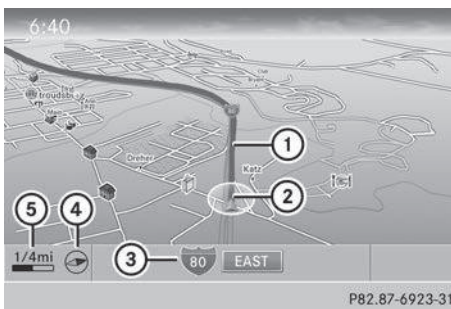 6:40
troudsb
Dreher
Katz
1
2
5
4
3
1/4mi
80
EAST
P82.87-6923-31